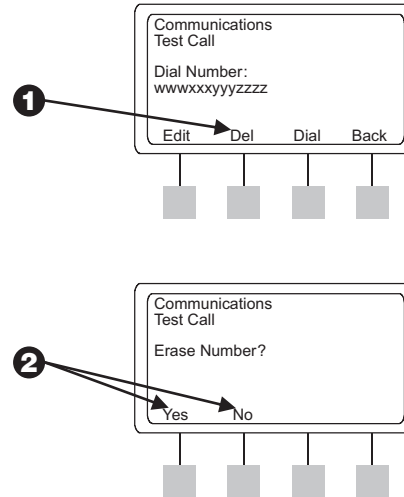 Communications
Test Call
Dial Number:
wwwxxxyyyzzzz
1
Edit Del Dial Back
Communications
Test Call
Erase Number?
2
Yes No